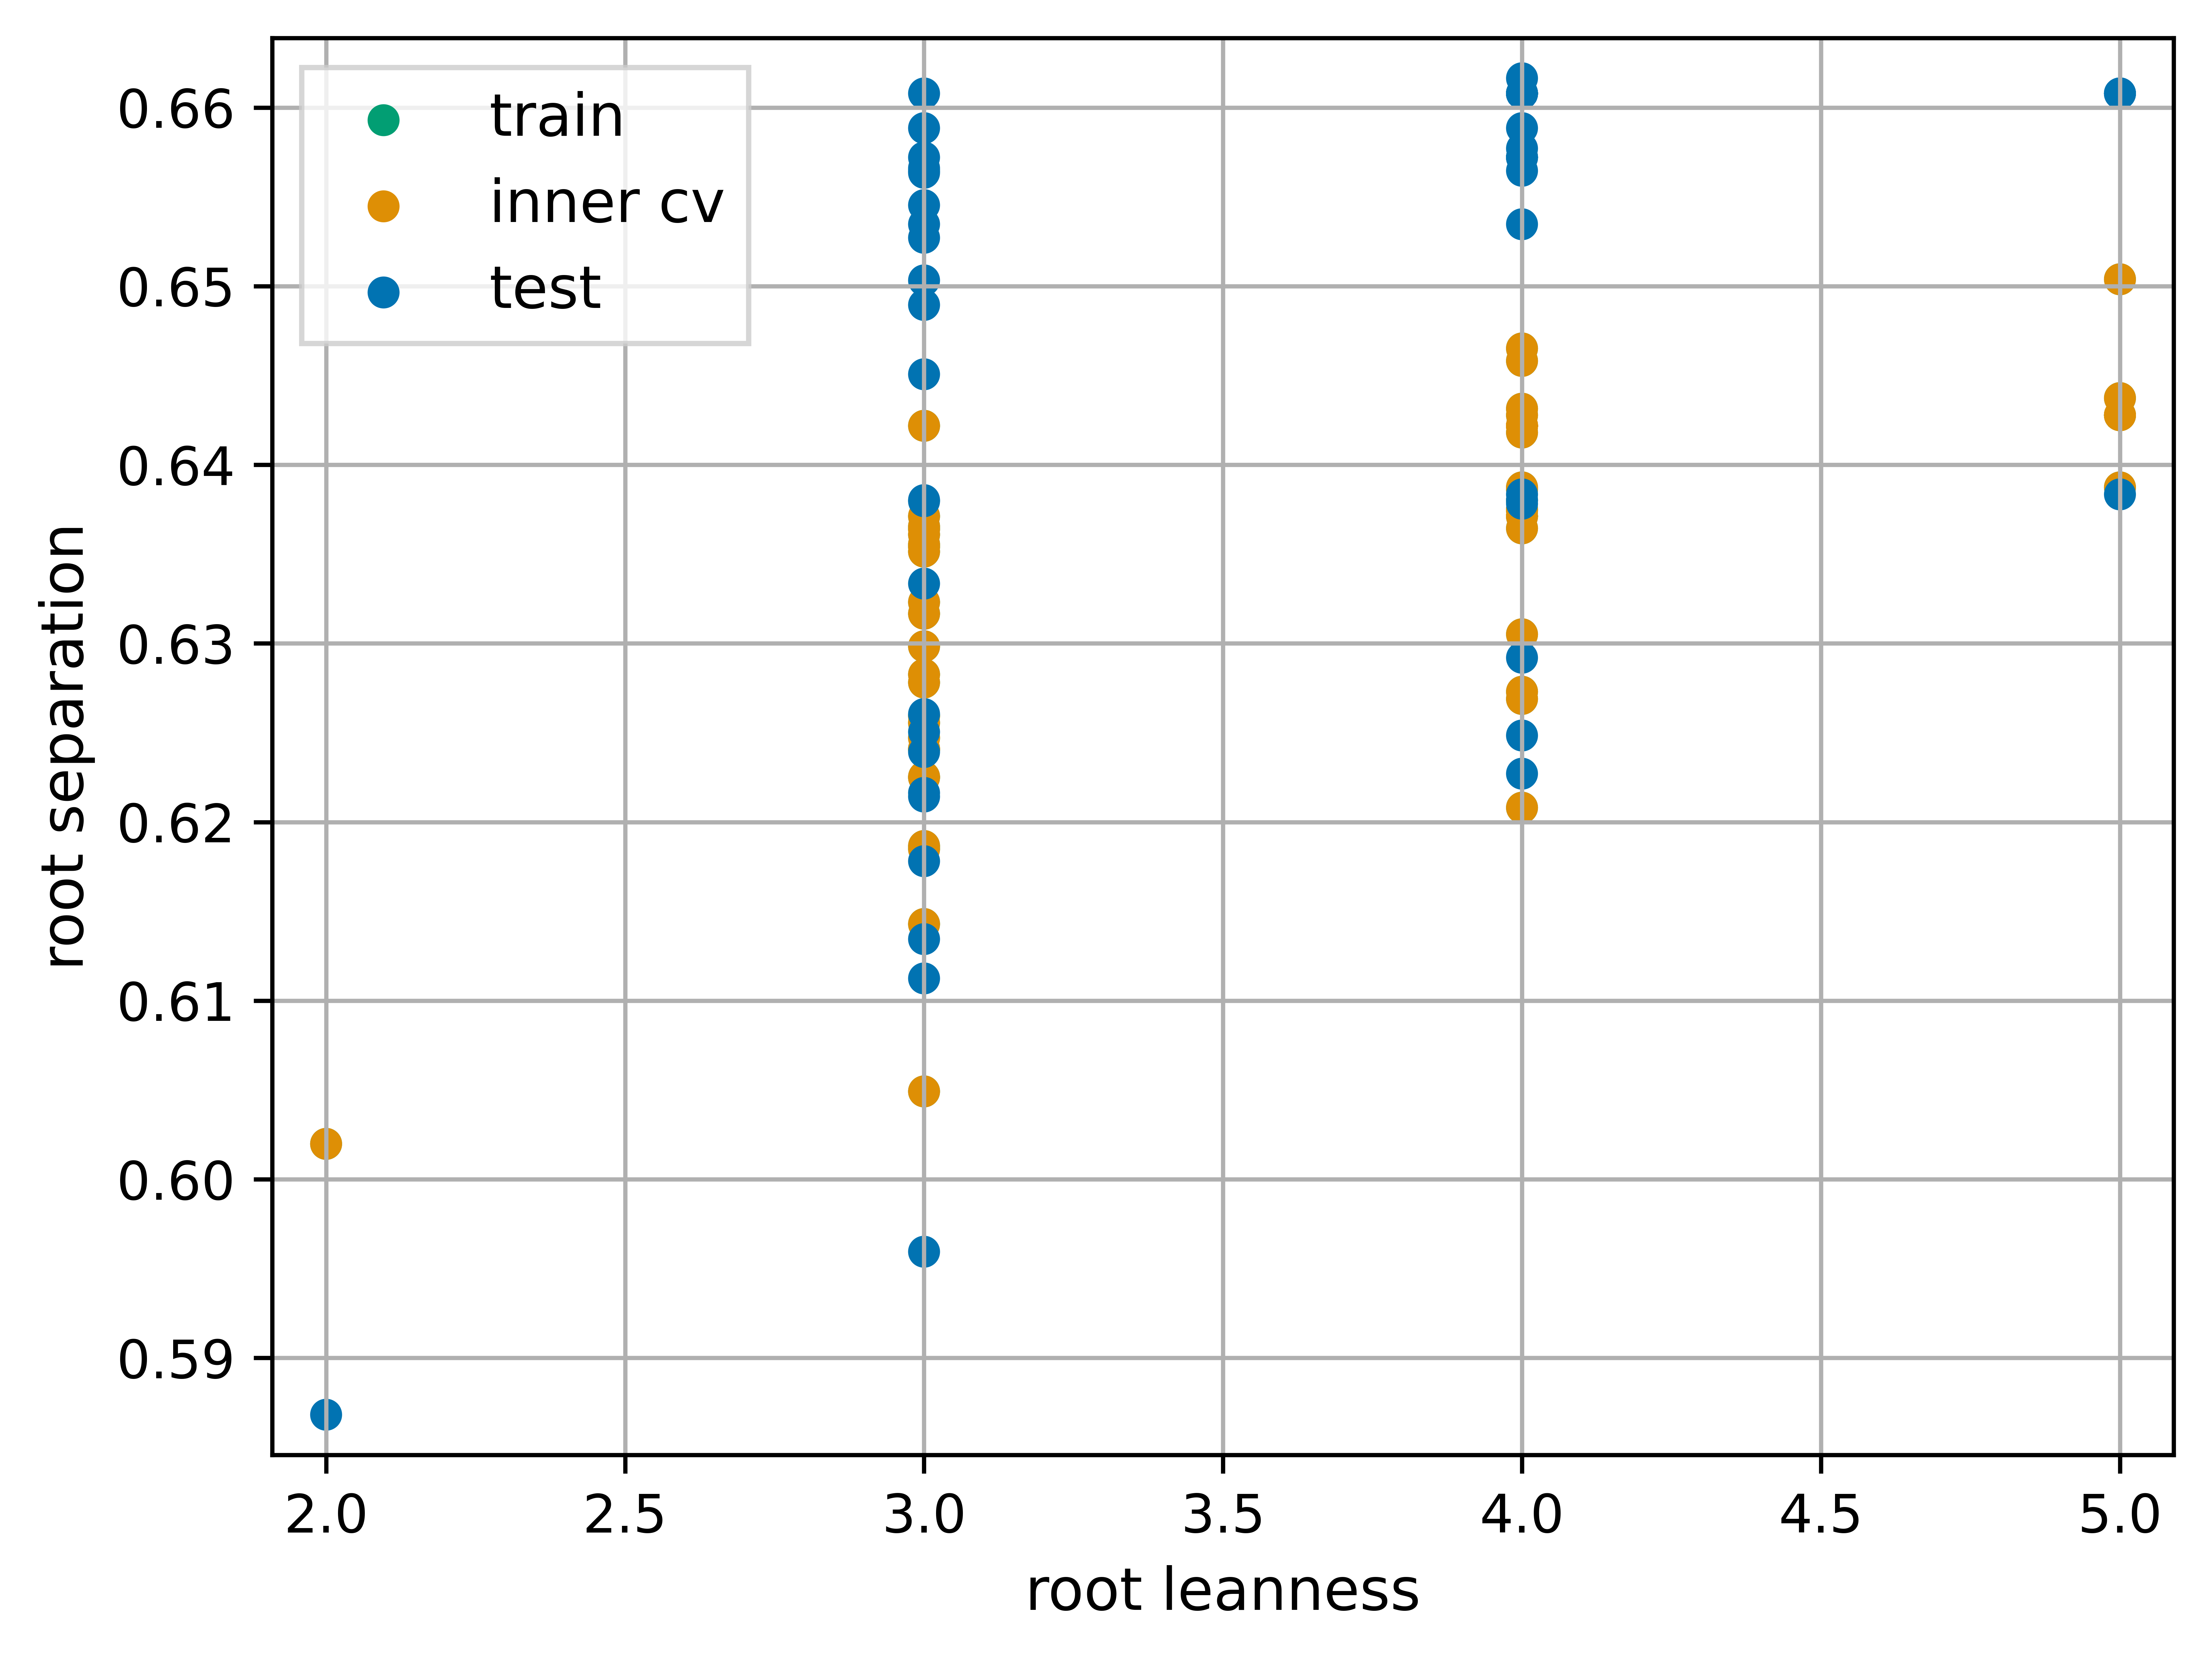 train
inner cv
test
0.66
0.65
0.64
0.63
0.62
0.61
0.60
0.59
root separation
2.0 2.5 3.0 3.5 4.0 4.5 5.0
root leanness